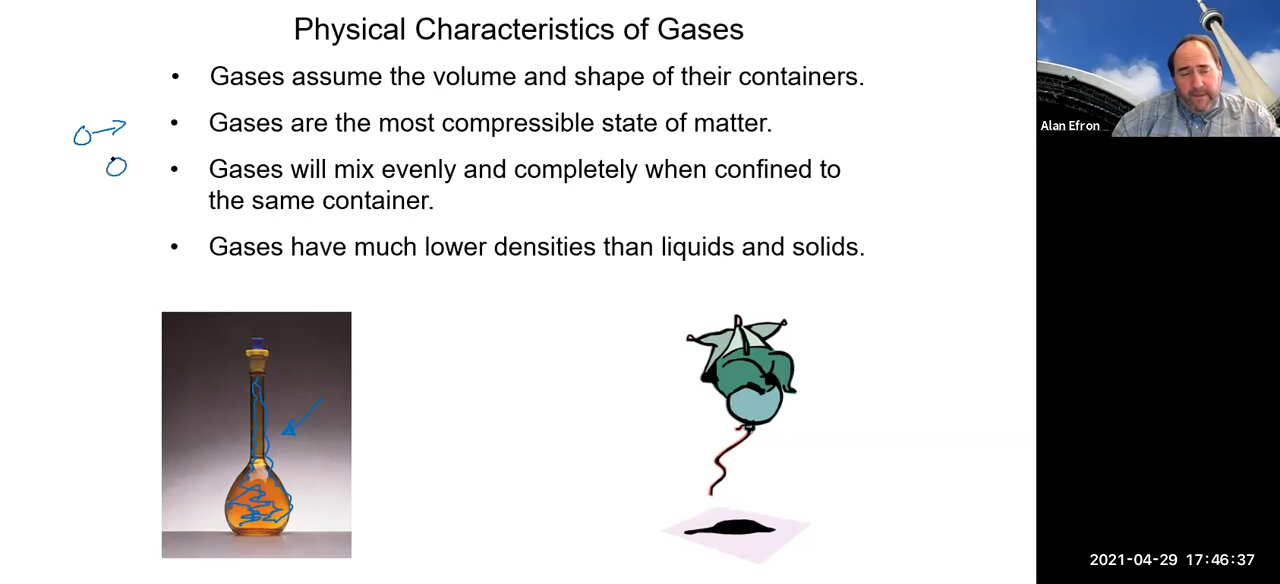 Physical Characteristics of Gases
• Gases assume the volume and shape of their containers.
• Gases are the most compressible state of matter.
• Gases will mix evenly and completely when confined to
the same container.
• Gases have much lower densities than liquids and solids.
Alan Efron
2021-04-29 17:46:37